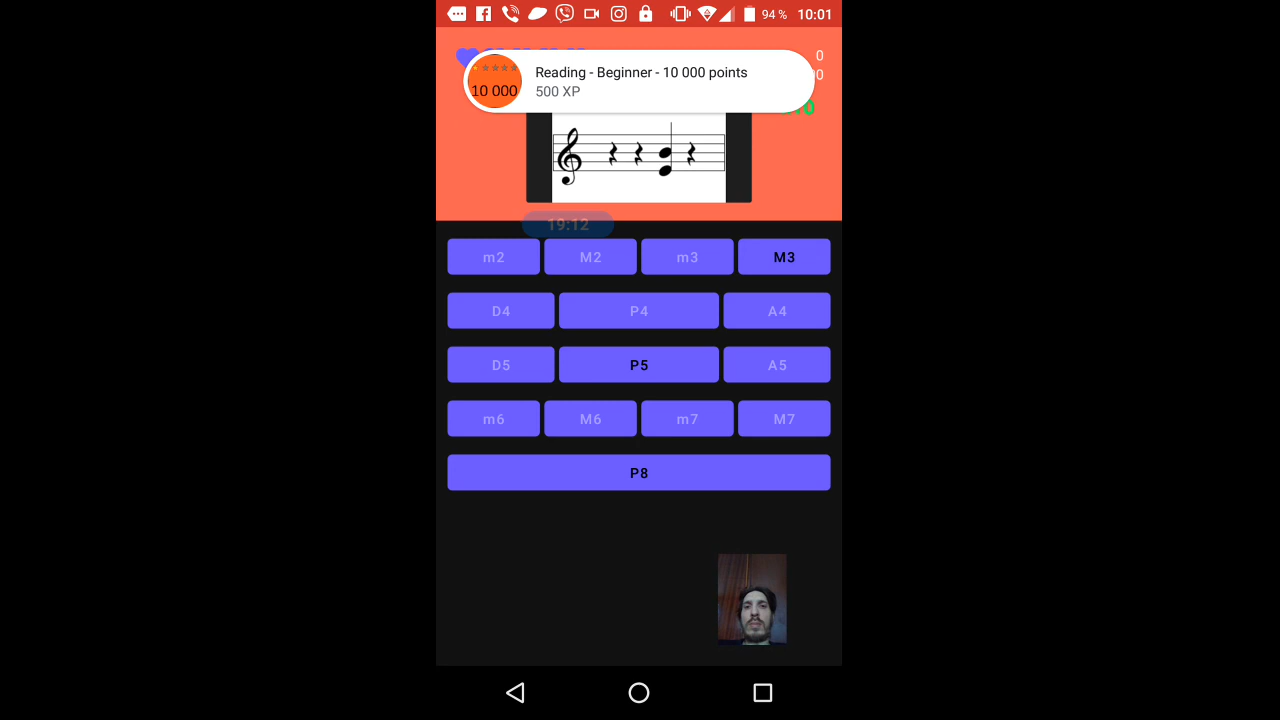 94 % 10:01
0
10 000
Reading - Beginner - 10 000 points
500 XP
19:12
m2 M2 m3 M3
D4 P4 A4
D5 P5 A5
m6 M6 m7 M7
P8